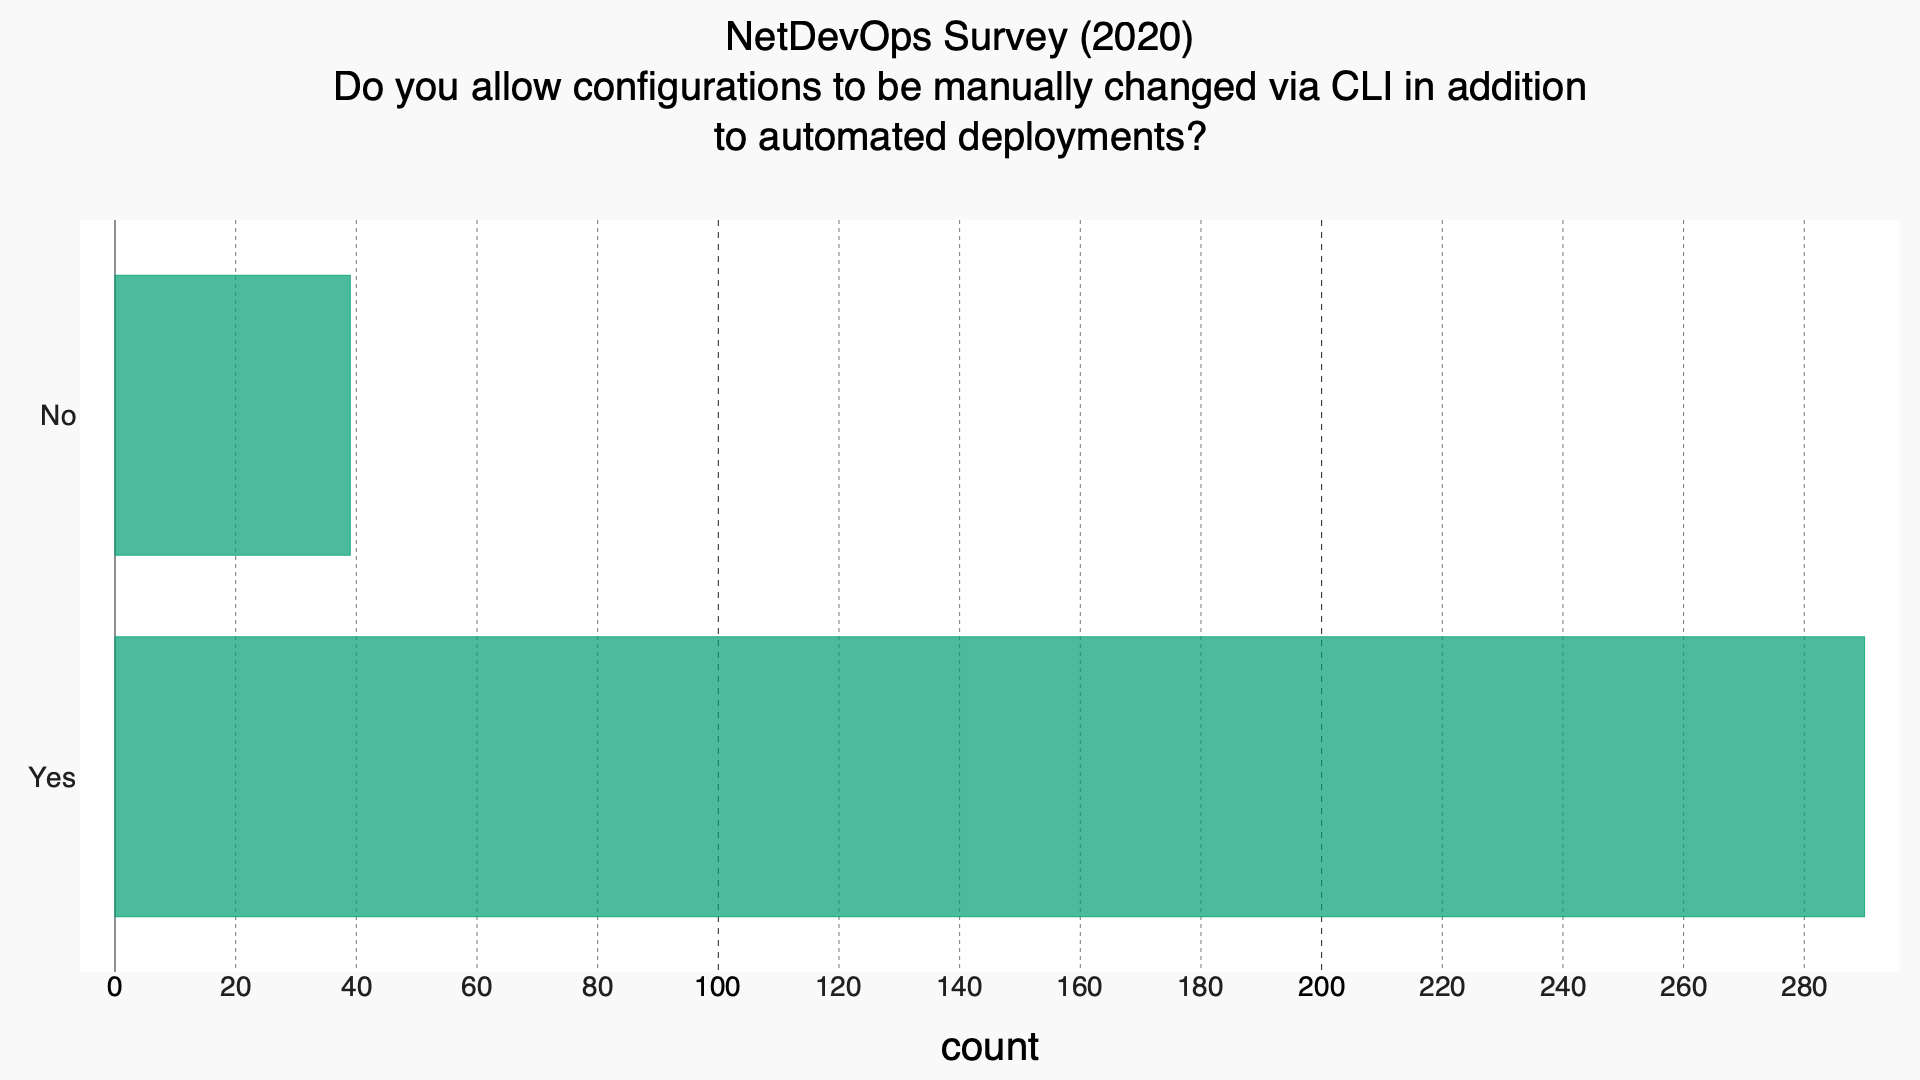 NetDevOps Survey (2020)
Do you allow configurations to be manually changed via CLI in addition
to automated deployments?
No
Yes
0 20 40 60 80 100 120 140 160 180 200 220 240 260 280
count